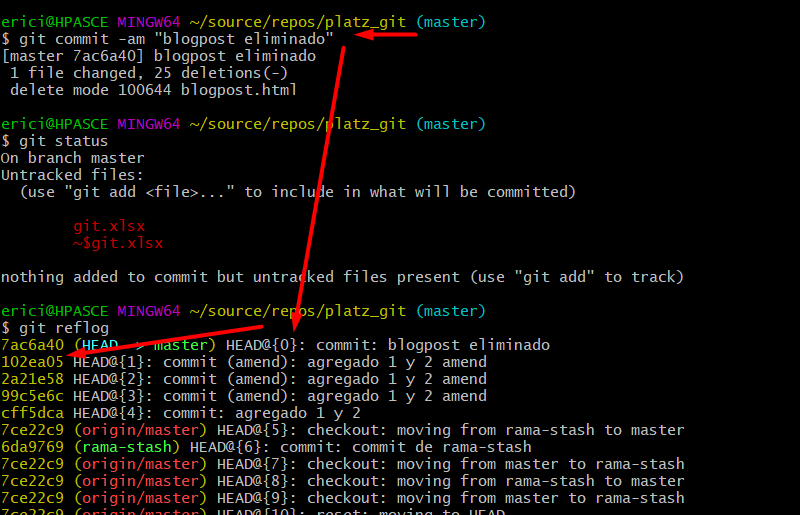 erici@HPASCE MINGW64 ~/source/repos/platz_git (master)
$ git commit -am "blogpost eliminado"
[master 7ac6a40] blogpost eliminado
 1 file changed, 25 deletions(-)
 delete mode 100644 blogpost.html
erici@HPASCE MINGW64 ~/source/repos/platz_git (master)
$ git status
On branch master
Untracked files:
  (use "git add <file>..." to include in what will be committed)
        git.xlsx
        ~$git.xlsx
nothing added to commit but untracked files present (use "git add" to track)
erici@HPASCE MINGW64 ~/source/repos/platz_git (master)
$ git reflog
7ac6a40 (HEAD -> master) HEAD@{0}: commit: blogpost eliminado
102ea05 HEAD@{1}: commit (amend): agregado 1 y 2 amend
2a21e58 HEAD@{2}: commit (amend): agregado 1 y 2 amend
99c5e6c HEAD@{3}: commit (amend): agregado 1 y 2 amend
cff5dca HEAD@{4}: commit: agregado 1 y 2
7ce22c9 (origin/master) HEAD@{5}: checkout: moving from rama-stash to master
6da9769 (rama-stash) HEAD@{6}: commit: commit de rama-stash
7ce22c9 (origin/master) HEAD@{7}: checkout: moving from master to rama-stash
7ce22c9 (origin/master) HEAD@{8}: checkout: moving from rama-stash to master
7ce22c9 (origin/master) HEAD@{9}: checkout: moving from master to rama-stash
7ce22c9 (origin/master) HEAD@{10}: reset: moving to HEAD